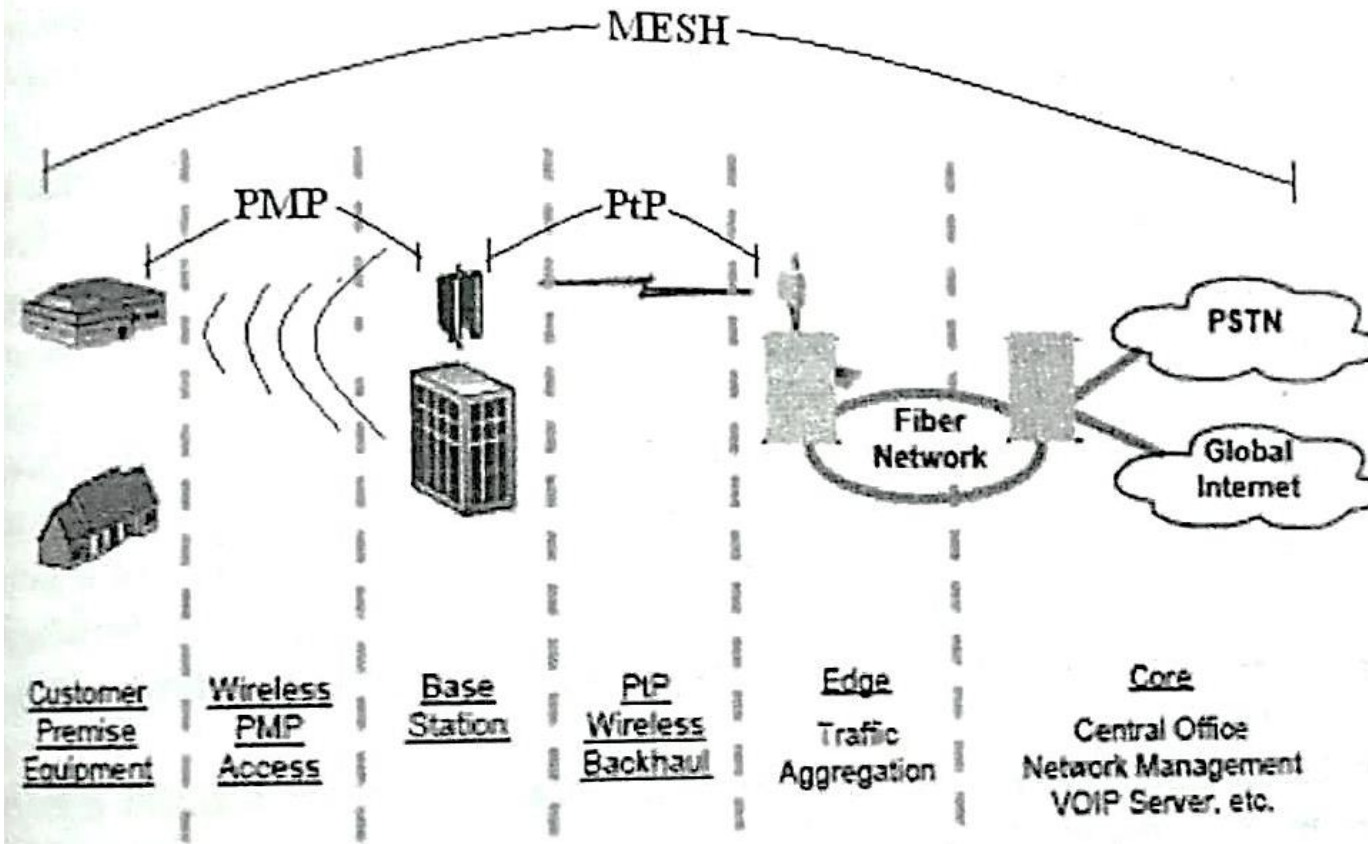 MESH
PMP
PtP
PSTN
Fiber
Network
Global
Internet
Customer
Premise
Equipment
Wireless
PMP
Access
Base
Station
PtP
Wireless
Backhaul
Edge
Traffic
Aggregation
Core
Central Office
Network Management
VOIP Server, etc.